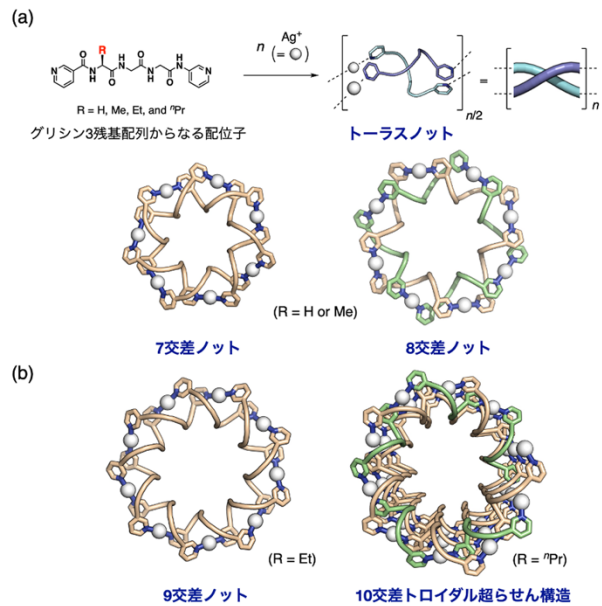 (a)
R
O
O
O
N
N
H
H
N
O
N
H
H
N
O
N
R = H, Me, Et, and ⁿPr
グリシン3残基配列からなる配位子
n
Ag⁺
(= )
n/2
=
n
トーラスノット
(R = H or Me)
7交差ノット
8交差ノット
(b)
(R = Et)
(R = ⁿPr)
9交差ノット
10交差トロイダル超らせん構造